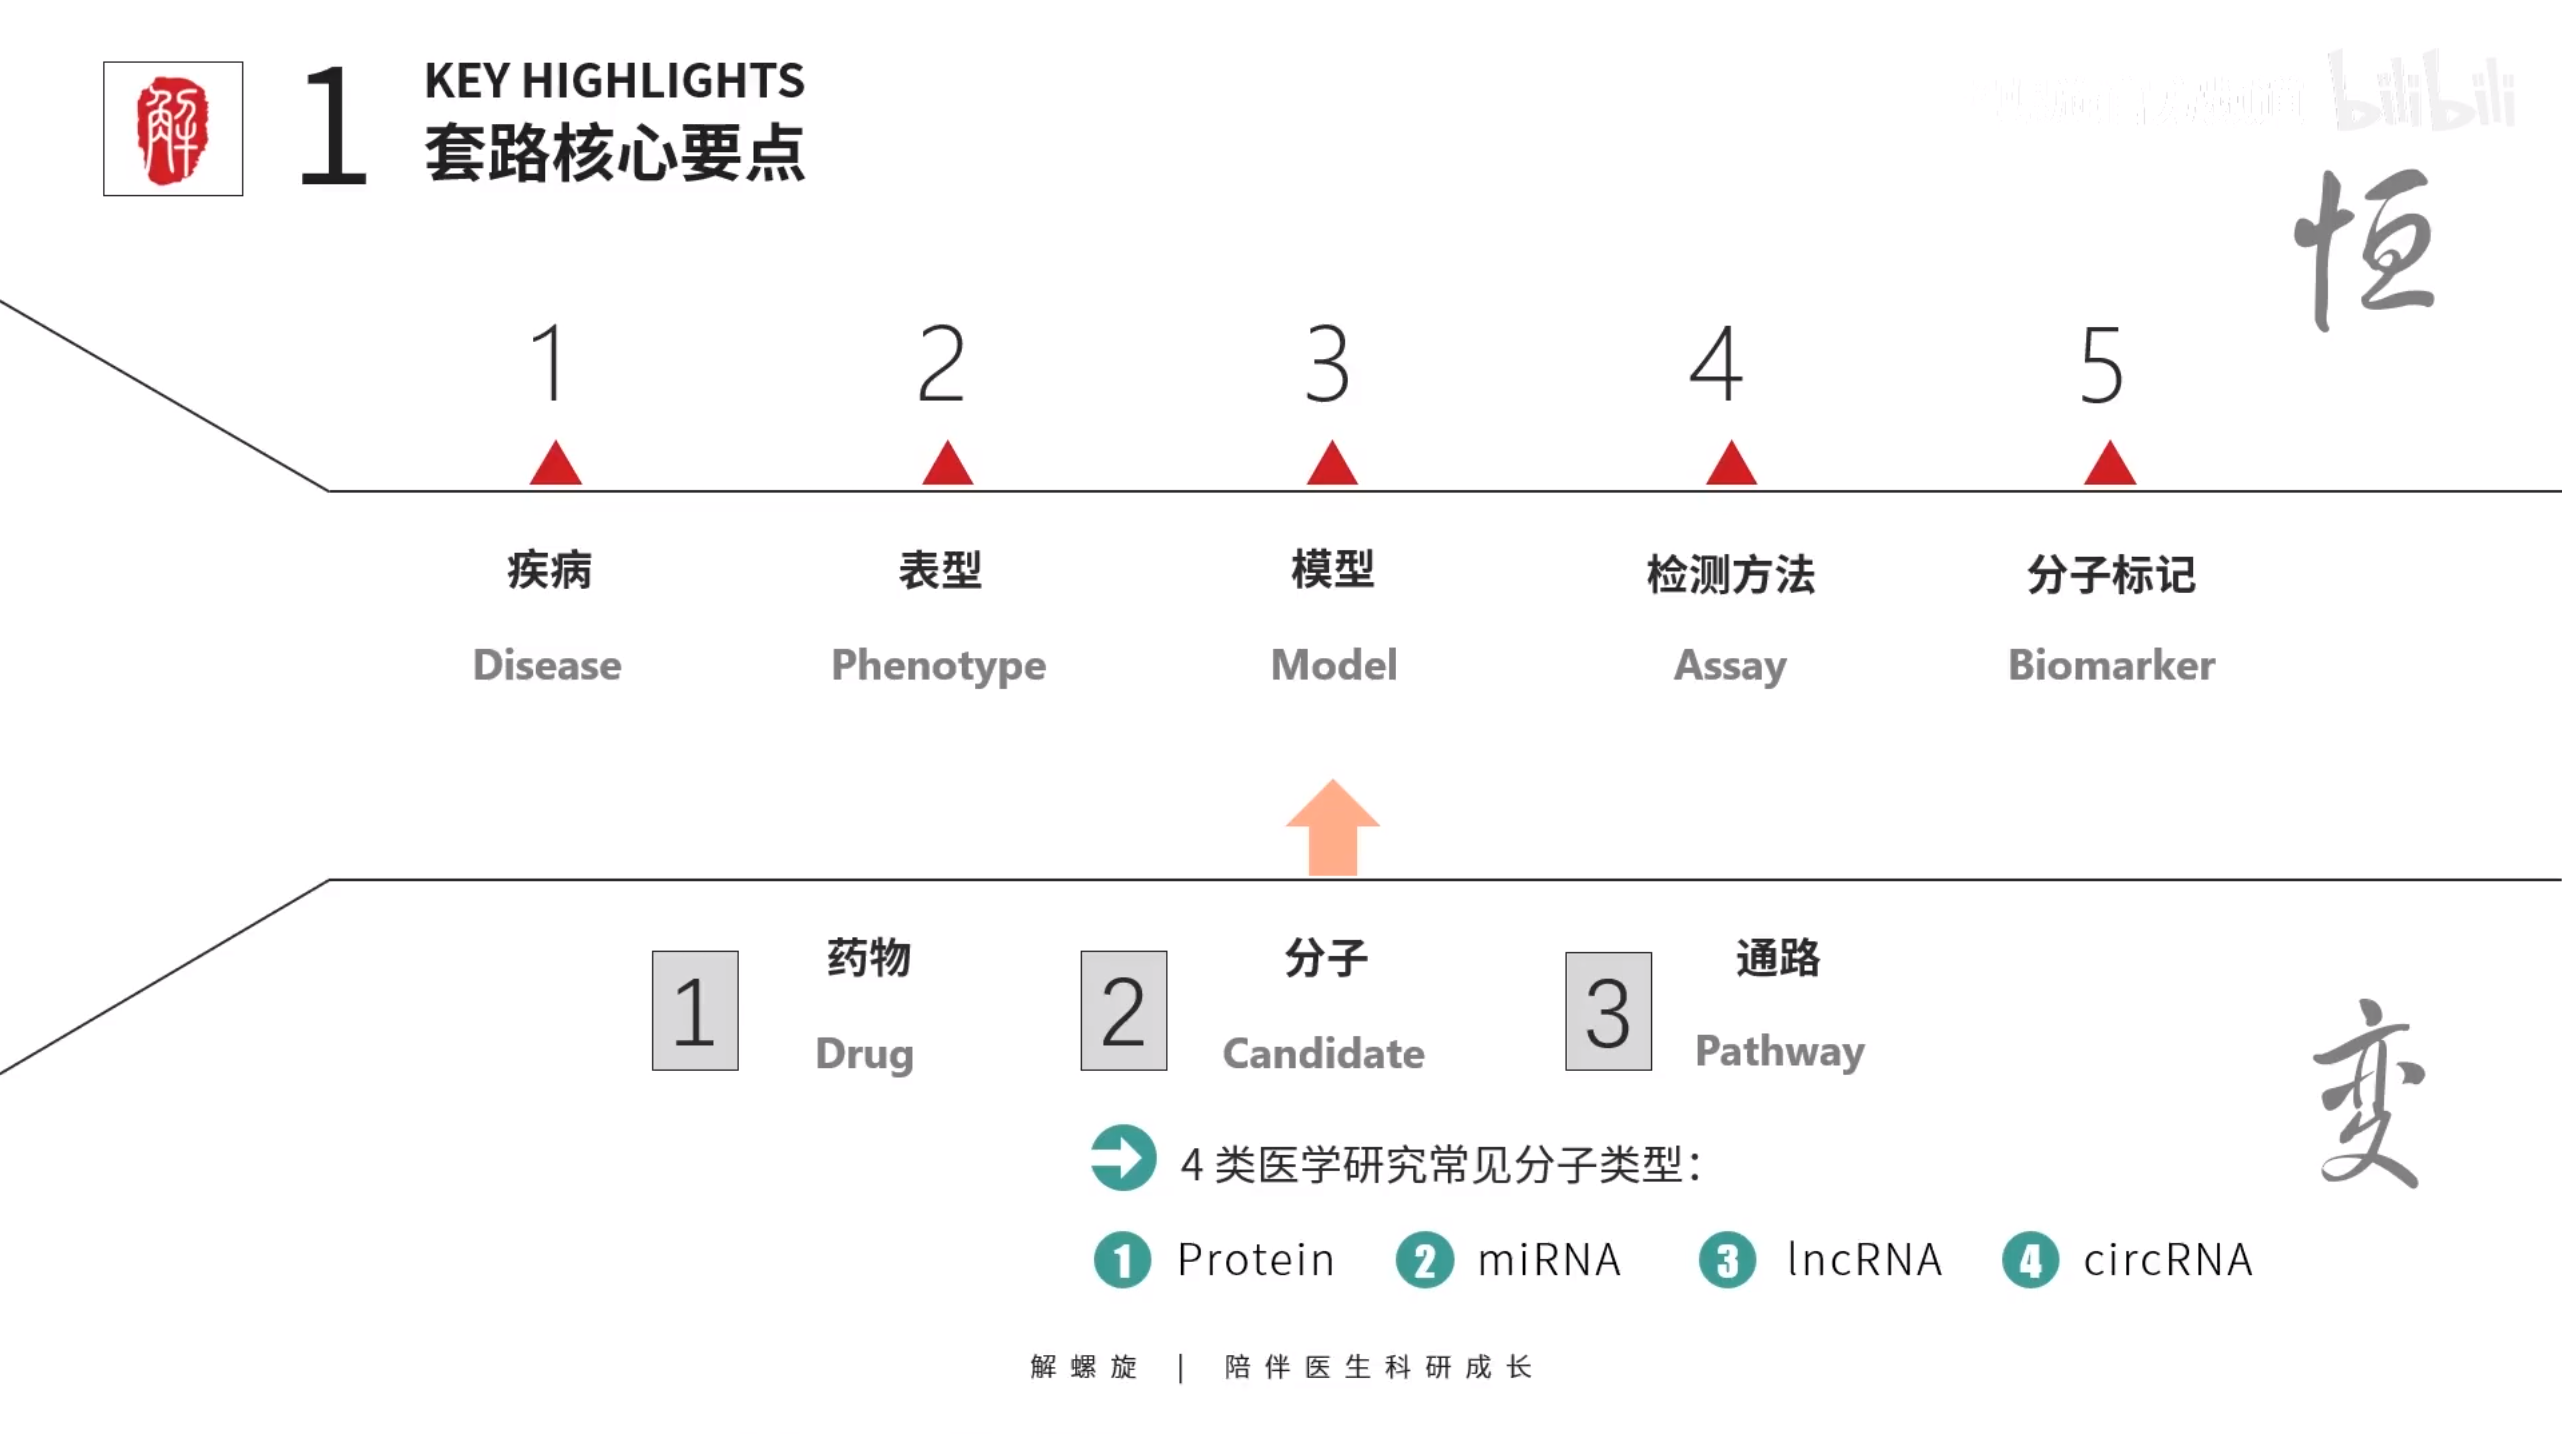 解
1
KEY HIGHLIGHTS
套路核心要点
bilibili
恒
1
2
3
4
5
疾病
表型
模型
检测方法
分子标记
Disease
Phenotype
Model
Assay
Biomarker
1
药物
Drug
2
分子
Candidate
3
通路
Pathway
变
4 类医学研究常见分子类型：
1 Protein 2 miRNA 3 lncRNA 4 circRNA
解螺旋 | 陪伴医生科研成长